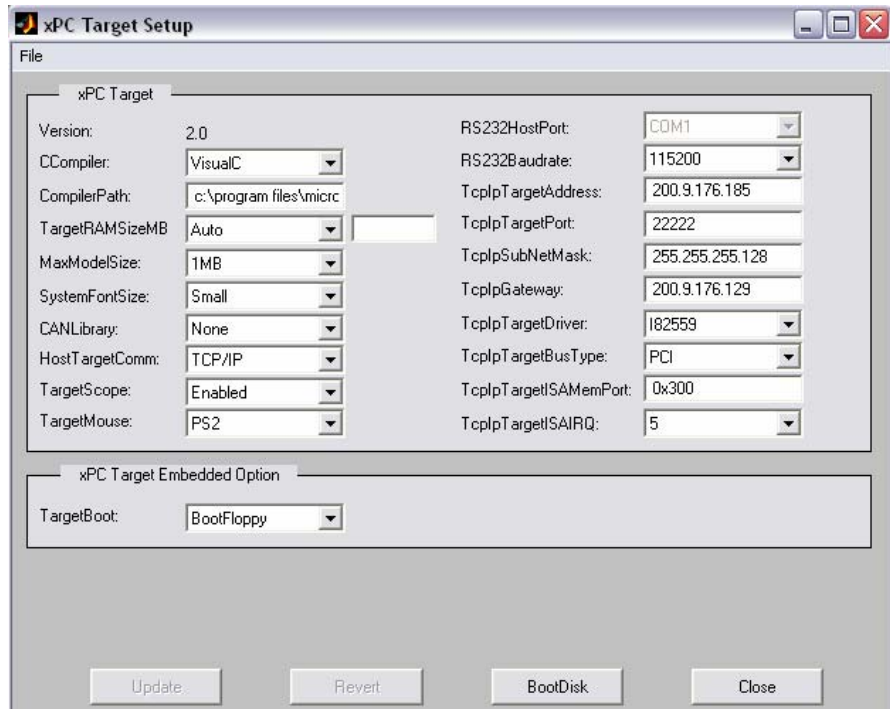 xPC Target Setup
File
xPC Target
Version: 2.0
CCompiler: VisualC
CompilerPath: c:\program files\micrc
TargetRAMSizeMB Auto
MaxModelSize: 1MB
SystemFontSize: Small
CANLibrary: None
HostTargetComm: TCP/IP
TargetScope: Enabled
TargetMouse: PS2
RS232HostPort: COM1
RS232Baudrate: 115200
TcpIpTargetAddress: 200.9.176.185
TcpIpTargetPort: 22222
TcpIpSubNetMask: 255.255.255.128
TcpIpGateway: 200.9.176.129
TcpIpTargetDriver: I82559
TcpIpTargetBusType: PCI
TcpIpTargetISAMemPort: 0x300
TcpIpTargetISAIRQ: 5
xPC Target Embedded Option
TargetBoot: BootFloppy
Update Revert BootDisk Close